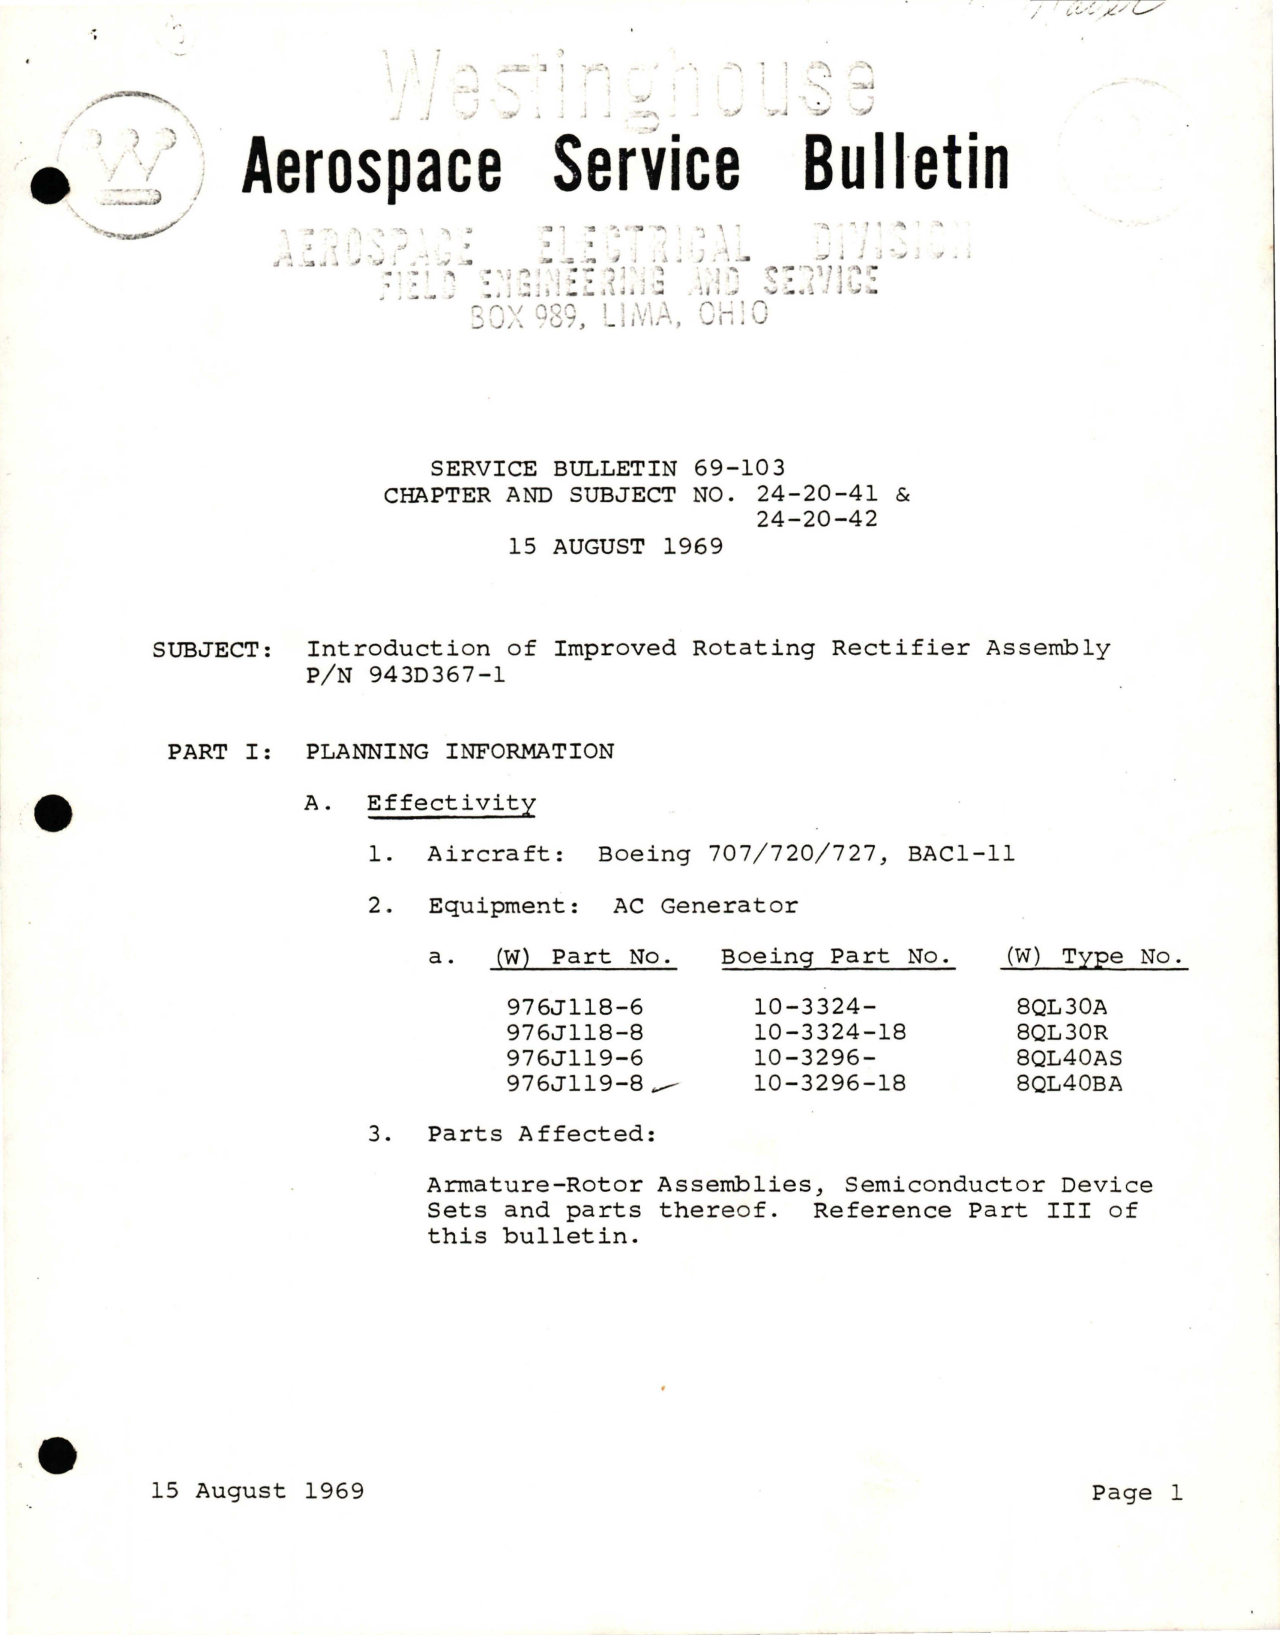 Westinghouse
Aerospace Service Bulletin
AEROSPACE ELECTRICAL DIVISION
FIELD ENGINEERING AND SERVICE
BOX 989, LIMA, OHIO
SERVICE BULLETIN 69-103
CHAPTER AND SUBJECT NO. 24-20-41 &
24-20-42
15 AUGUST 1969
SUBJECT: Introduction of Improved Rotating Rectifier Assembly
P/N 943D367-1
PART I: PLANNING INFORMATION
A. Effectivity
1. Aircraft: Boeing 707/720/727, BAC1-11
2. Equipment: AC Generator
a. (W) Part No. Boeing Part No. (W) Type No.
976J118-6 10-3324- 8QL30A
976J118-8 10-3324-18 8QL30R
976J119-6 10-3296- 8QL40AS
976J119-8 10-3296-18 8QL40BA
3. Parts Affected:
Armature-Rotor Assemblies, Semiconductor Device
Sets and parts thereof. Reference Part III of
this bulletin.
15 August 1969 Page 1